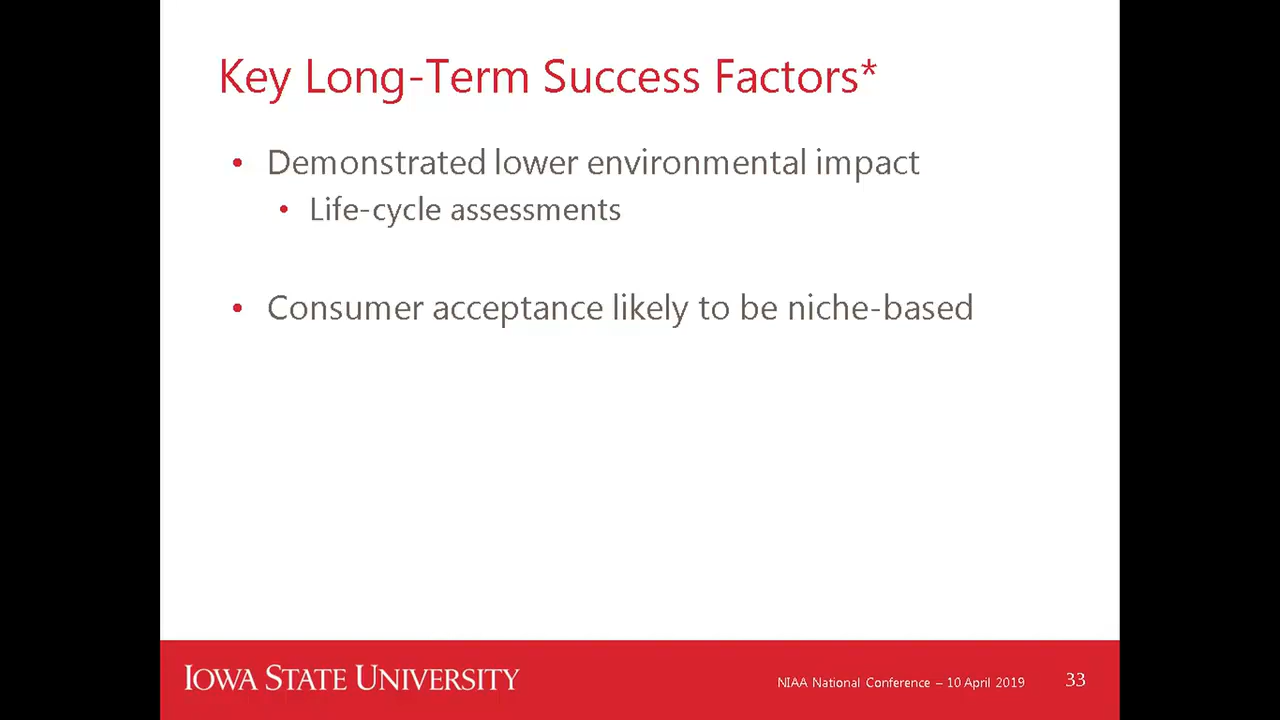 Key Long-Term Success Factors*
• Demonstrated lower environmental impact
• Life-cycle assessments
• Consumer acceptance likely to be niche-based
IOWA STATE UNIVERSITY
NIAA National Conference – 10 April 2019
33